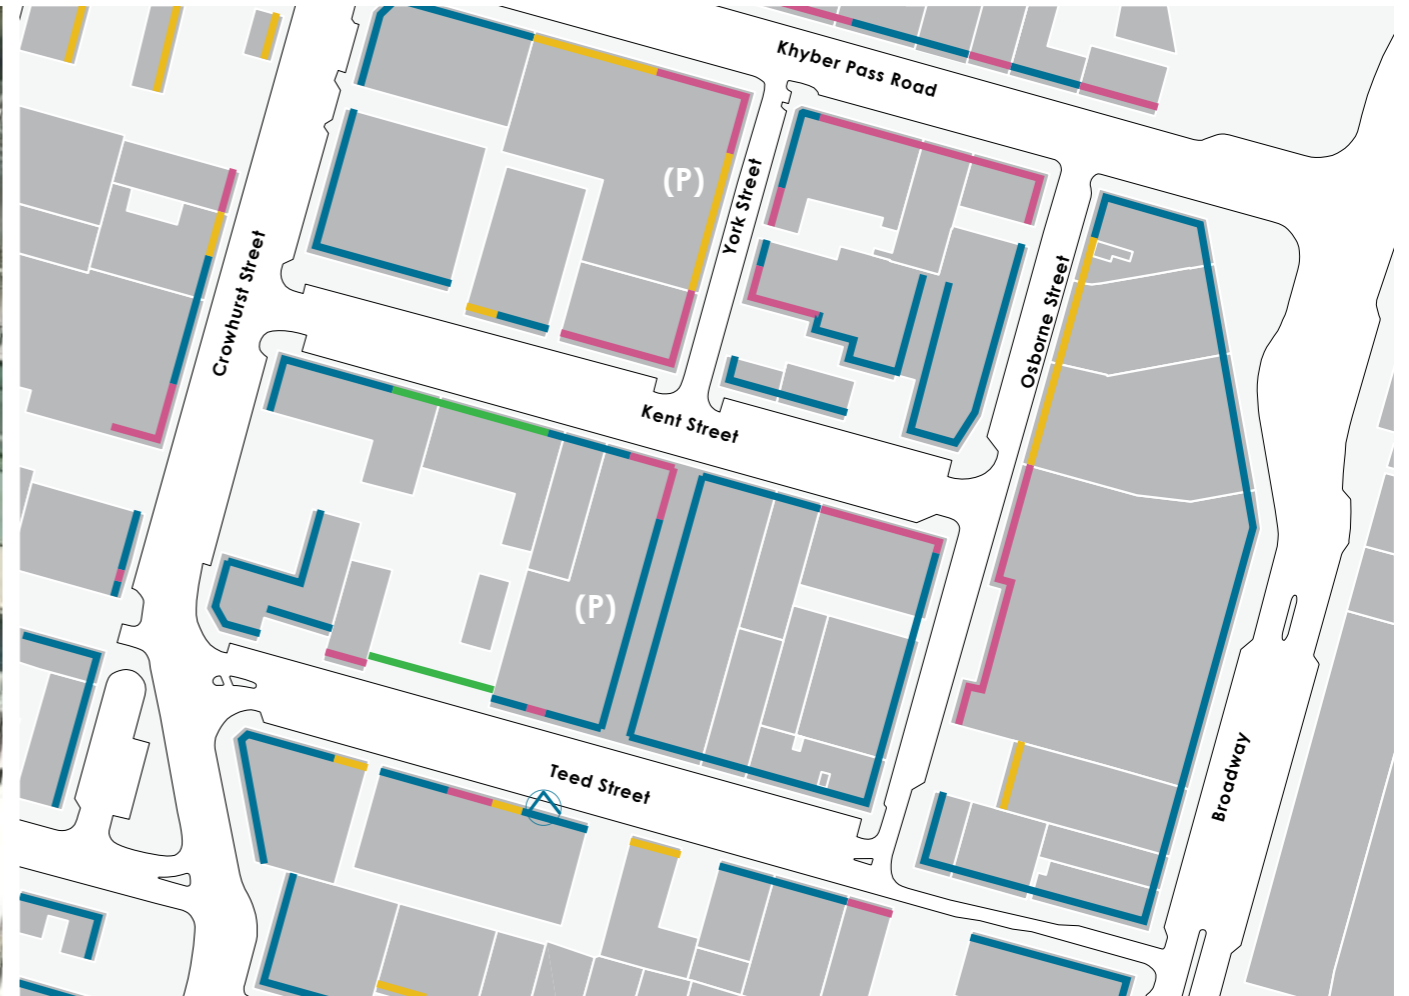 Khyber Pass Road
(P)
York Street
Crowhurst Street
Osborne Street
Kent Street
(P)
Teed Street
Broadway